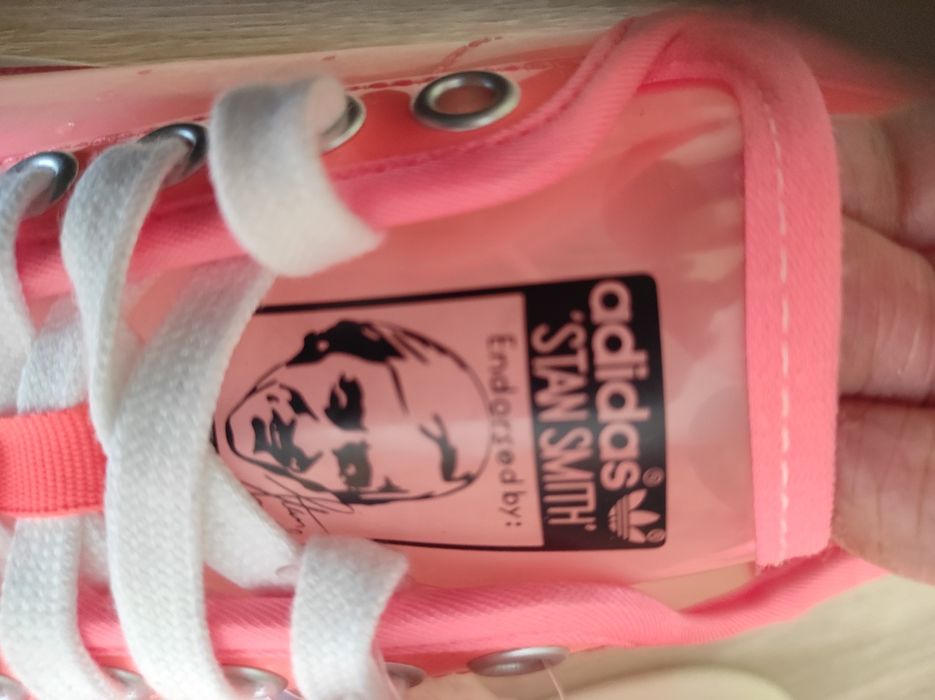 adidas®
'STAN SMITH'
Endorsed by: